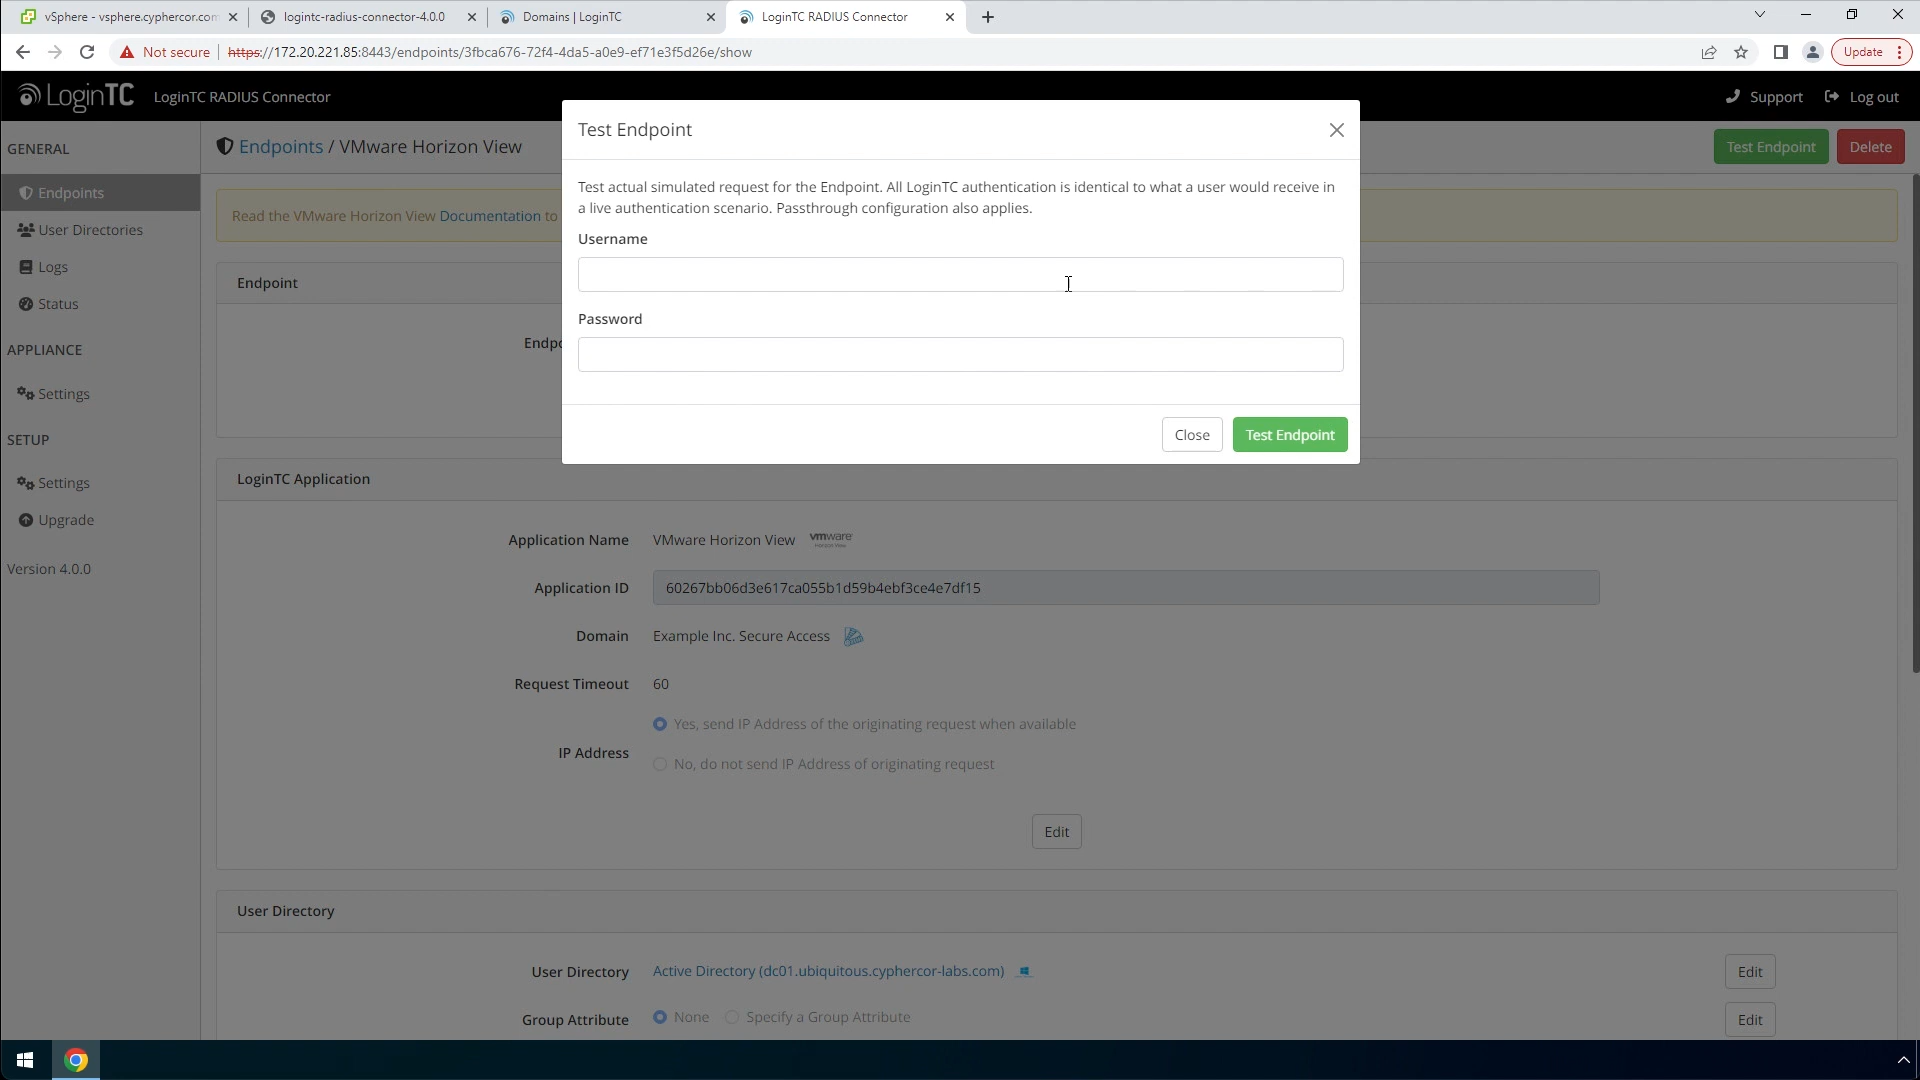 vSphere - vsphere.cyphercor.com
logintc-radius-connector-4.0.0
Domains | LoginTC
LoginTC RADIUS Connector
Not secure
https://172.20.221.85:8443/endpoints/3fbca676-72f4-4da5-a0e9-ef71e3f5d26e/show
Update
LoginTC
LoginTC RADIUS Connector
Support
Log out
GENERAL
Endpoints
User Directories
Logs
Status
APPLIANCE
Settings
SETUP
Settings
Upgrade
Version 4.0.0
Endpoints / VMware Horizon View
Test Endpoint
Delete
Read the VMware Horizon View Documentation to
Endpoint
Test Endpoint
Test actual simulated request for the Endpoint. All LoginTC authentication is identical to what a user would receive in
a live authentication scenario. Passthrough configuration also applies.
Username
Password
Close
Test Endpoint
LoginTC Application
Application Name
VMware Horizon View
vmware
Application ID
60267bb06d3e617ca055b1d59b4ebf3ce4e7df15
Domain
Example Inc. Secure Access
Request Timeout
60
IP Address
Yes, send IP Address of the originating request when available
No, do not send IP Address of originating request
Edit
User Directory
User Directory
Active Directory (dc01.ubiquitous.cyphercor-labs.com)
Edit
Group Attribute
None
Specify a Group Attribute
Edit